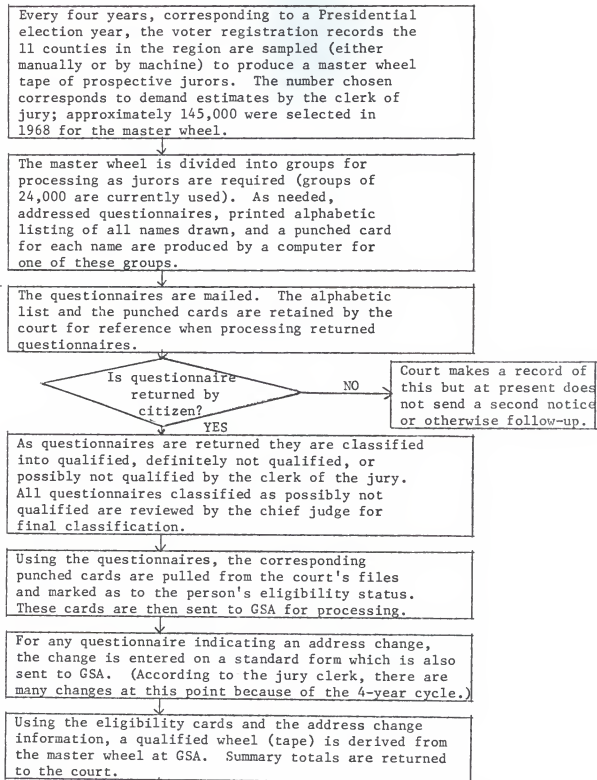 Every four years, corresponding to a Presidential
election year, the voter registration records the
11 counties in the region are sampled (either
manually or by machine) to produce a master wheel
tape of prospective jurors. The number chosen
corresponds to demand estimates by the clerk of
jury; approximately 145,000 were selected in
1968 for the master wheel.
The master wheel is divided into groups for
processing as jurors are required (groups of
24,000 are currently used). As needed,
addressed questionnaires, printed alphabetic
listing of all names drawn, and a punched card
for each name are produced by a computer for
one of these groups.
The questionnaires are mailed. The alphabetic
list and the punched cards are retained by the
court for reference when processing returned
questionnaires.
Is questionnaire
returned by
citizen?
NO
Court makes a record of
this but at present does
not send a second notice
or otherwise follow-up.
YES
As questionnaires are returned they are classified
into qualified, definitely not qualified, or
possibly not qualified by the clerk of the jury.
All questionnaires classified as possibly not
qualified are reviewed by the chief judge for
final classification.
Using the questionnaires, the corresponding
punched cards are pulled from the court's files
and marked as to the person's eligibility status.
These cards are then sent to GSA for processing.
For any questionnaire indicating an address change,
the change is entered on a standard form which is also
sent to GSA. (According to the jury clerk, there are
many changes at this point because of the 4-year cycle.)
Using the eligibility cards and the address change
information, a qualified wheel (tape) is derived from
the master wheel at GSA. Summary totals are returned
to the court.